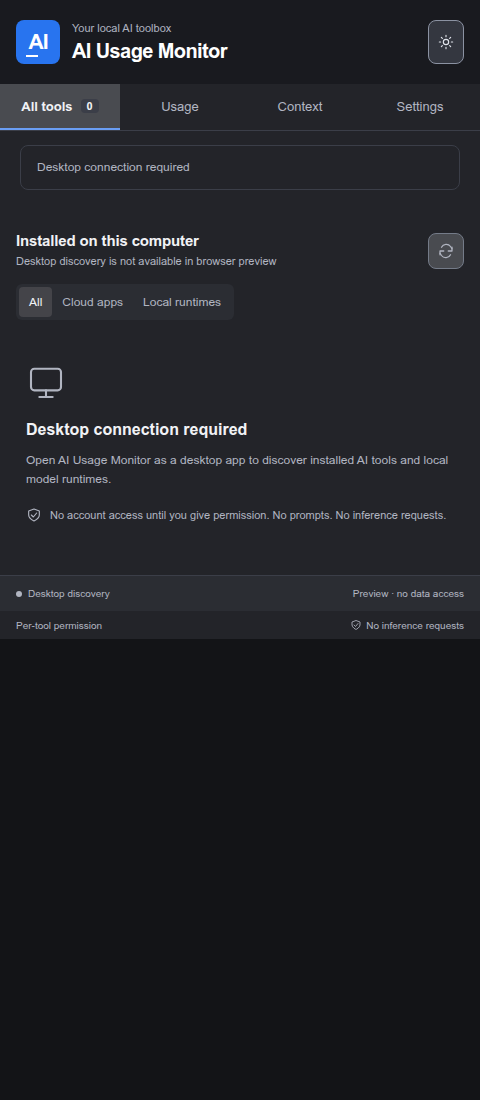 AI
Your local AI toolbox
AI Usage Monitor
All tools 0 Usage Context Settings
Desktop connection required
Installed on this computer
Desktop discovery is not available in browser preview
All Cloud apps Local runtimes
Desktop connection required
Open AI Usage Monitor as a desktop app to discover installed AI tools and local
model runtimes.
No account access until you give permission. No prompts. No inference requests.
Desktop discovery Preview · no data access
Per-tool permission No inference requests